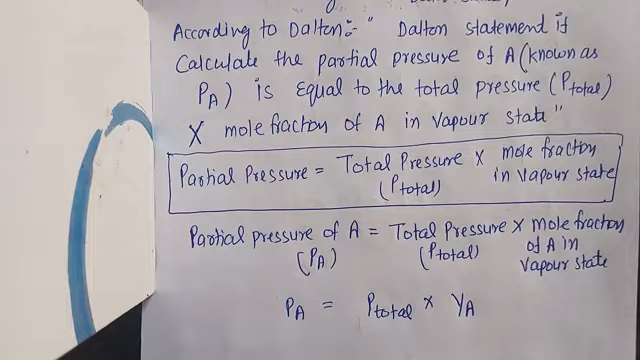 According to Dalton:- " Dalton statement if
Calculate the partial pressure of A (known as
PA) is equal to the total pressure (Ptotal)
X mole fraction of A in vapour state"
Partial Pressure = Total Pressure X mole fraction
(Ptotal) in vapour state
Partial pressure of A = Total Pressure X mole fraction
(PA) (Ptotal) of A in
vapour state
PA = Ptotal X YA